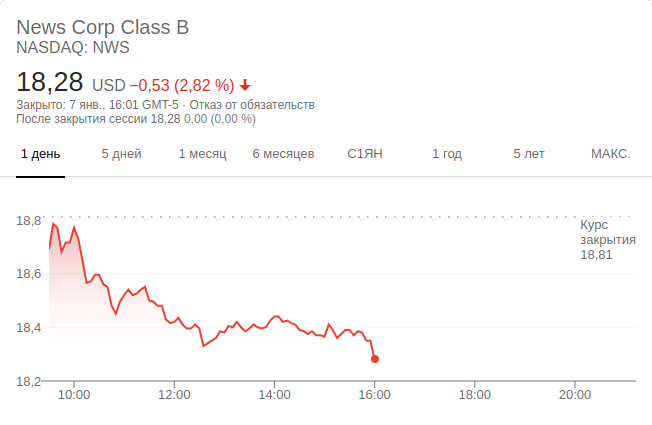 News Corp Class B
NASDAQ: NWS
18,28 USD −0,53 (2,82 %)
Закрыто: 7 янв., 16:01 GMT-5 · Отказ от обязательств
После закрытия сессии 18,28 0,00 (0,00 %)
1 день 5 дней 1 месяц 6 месяцев С1ЯН 1 год 5 лет МАКС.
18,8
Курс
закрытия
18,81
18,6
18,4
18,2
10:00 12:00 14:00 16:00 18:00 20:00